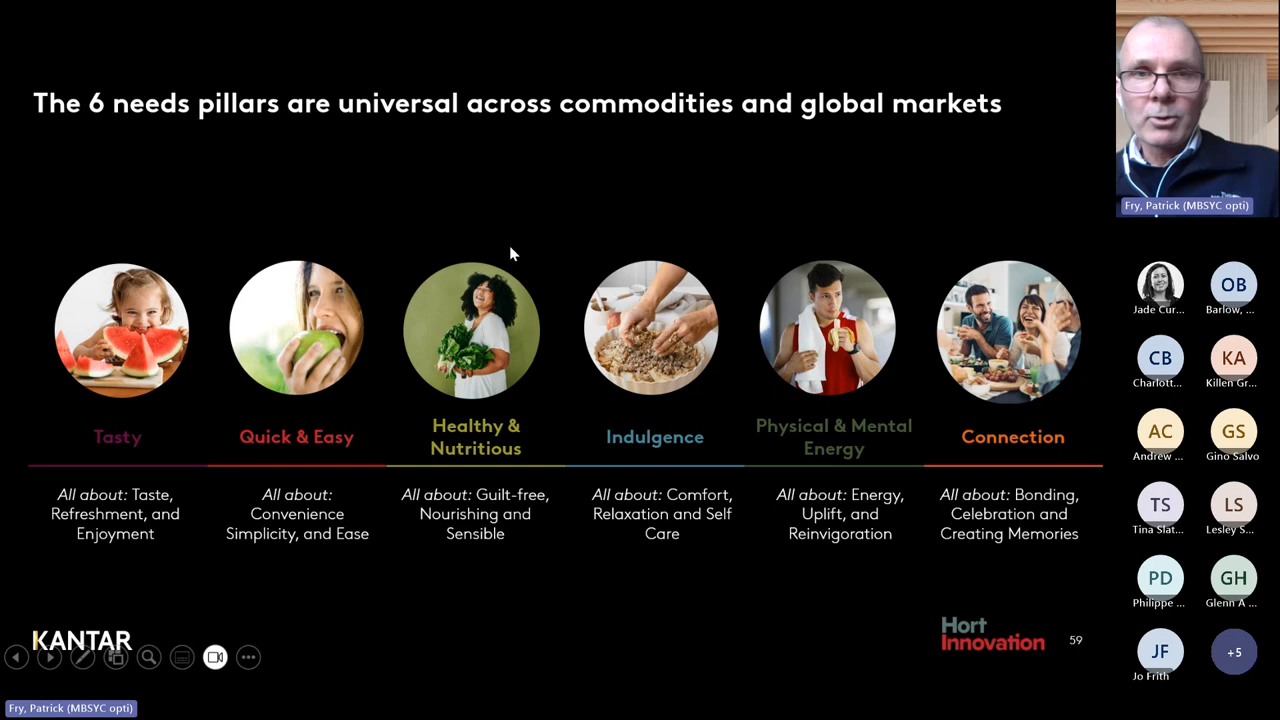 The 6 needs pillars are universal across commodities and global markets
Tasty
All about: Taste,
Refreshment, and
Enjoyment
Quick & Easy
All about:
Convenience
Simplicity, and Ease
Healthy &
Nutritious
All about: Guilt-free,
Nourishing and
Sensible
Indulgence
All about: Comfort,
Relaxation and Self
Care
Physical & Mental
Energy
All about: Energy,
Uplift, and
Reinvigoration
Connection
All about: Bonding,
Celebration and
Creating Memories
KANTAR
Hort
Innovation
59
Fry, Patrick (MBSYC opti)
Fry, Patrick (MBSYC opti)
Jade Cur...
OB
Barlow, ...
CB
Charlott...
KA
Killen Gr...
AC
Andrew ...
GS
Gino Salvo
TS
Tina Slat...
LS
Lesley S...
PD
Philippe ...
GH
Glenn A ...
JF
Jo Frith
+5